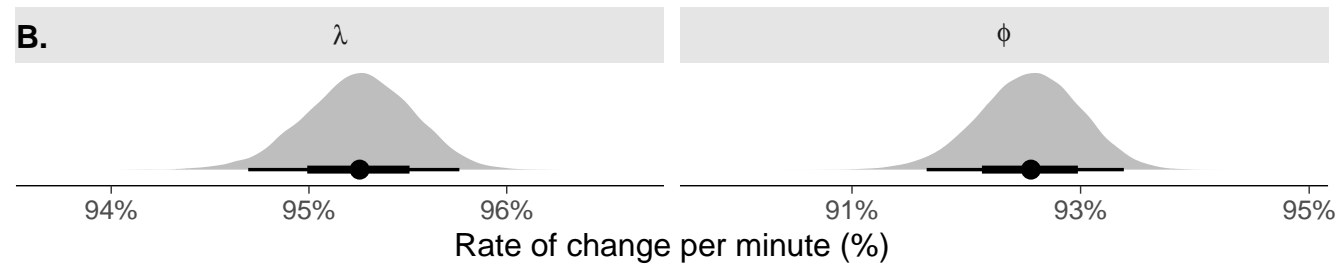 B.
λ
ϕ
94%
95%
96%
91%
93%
95%
Rate of change per minute (%)